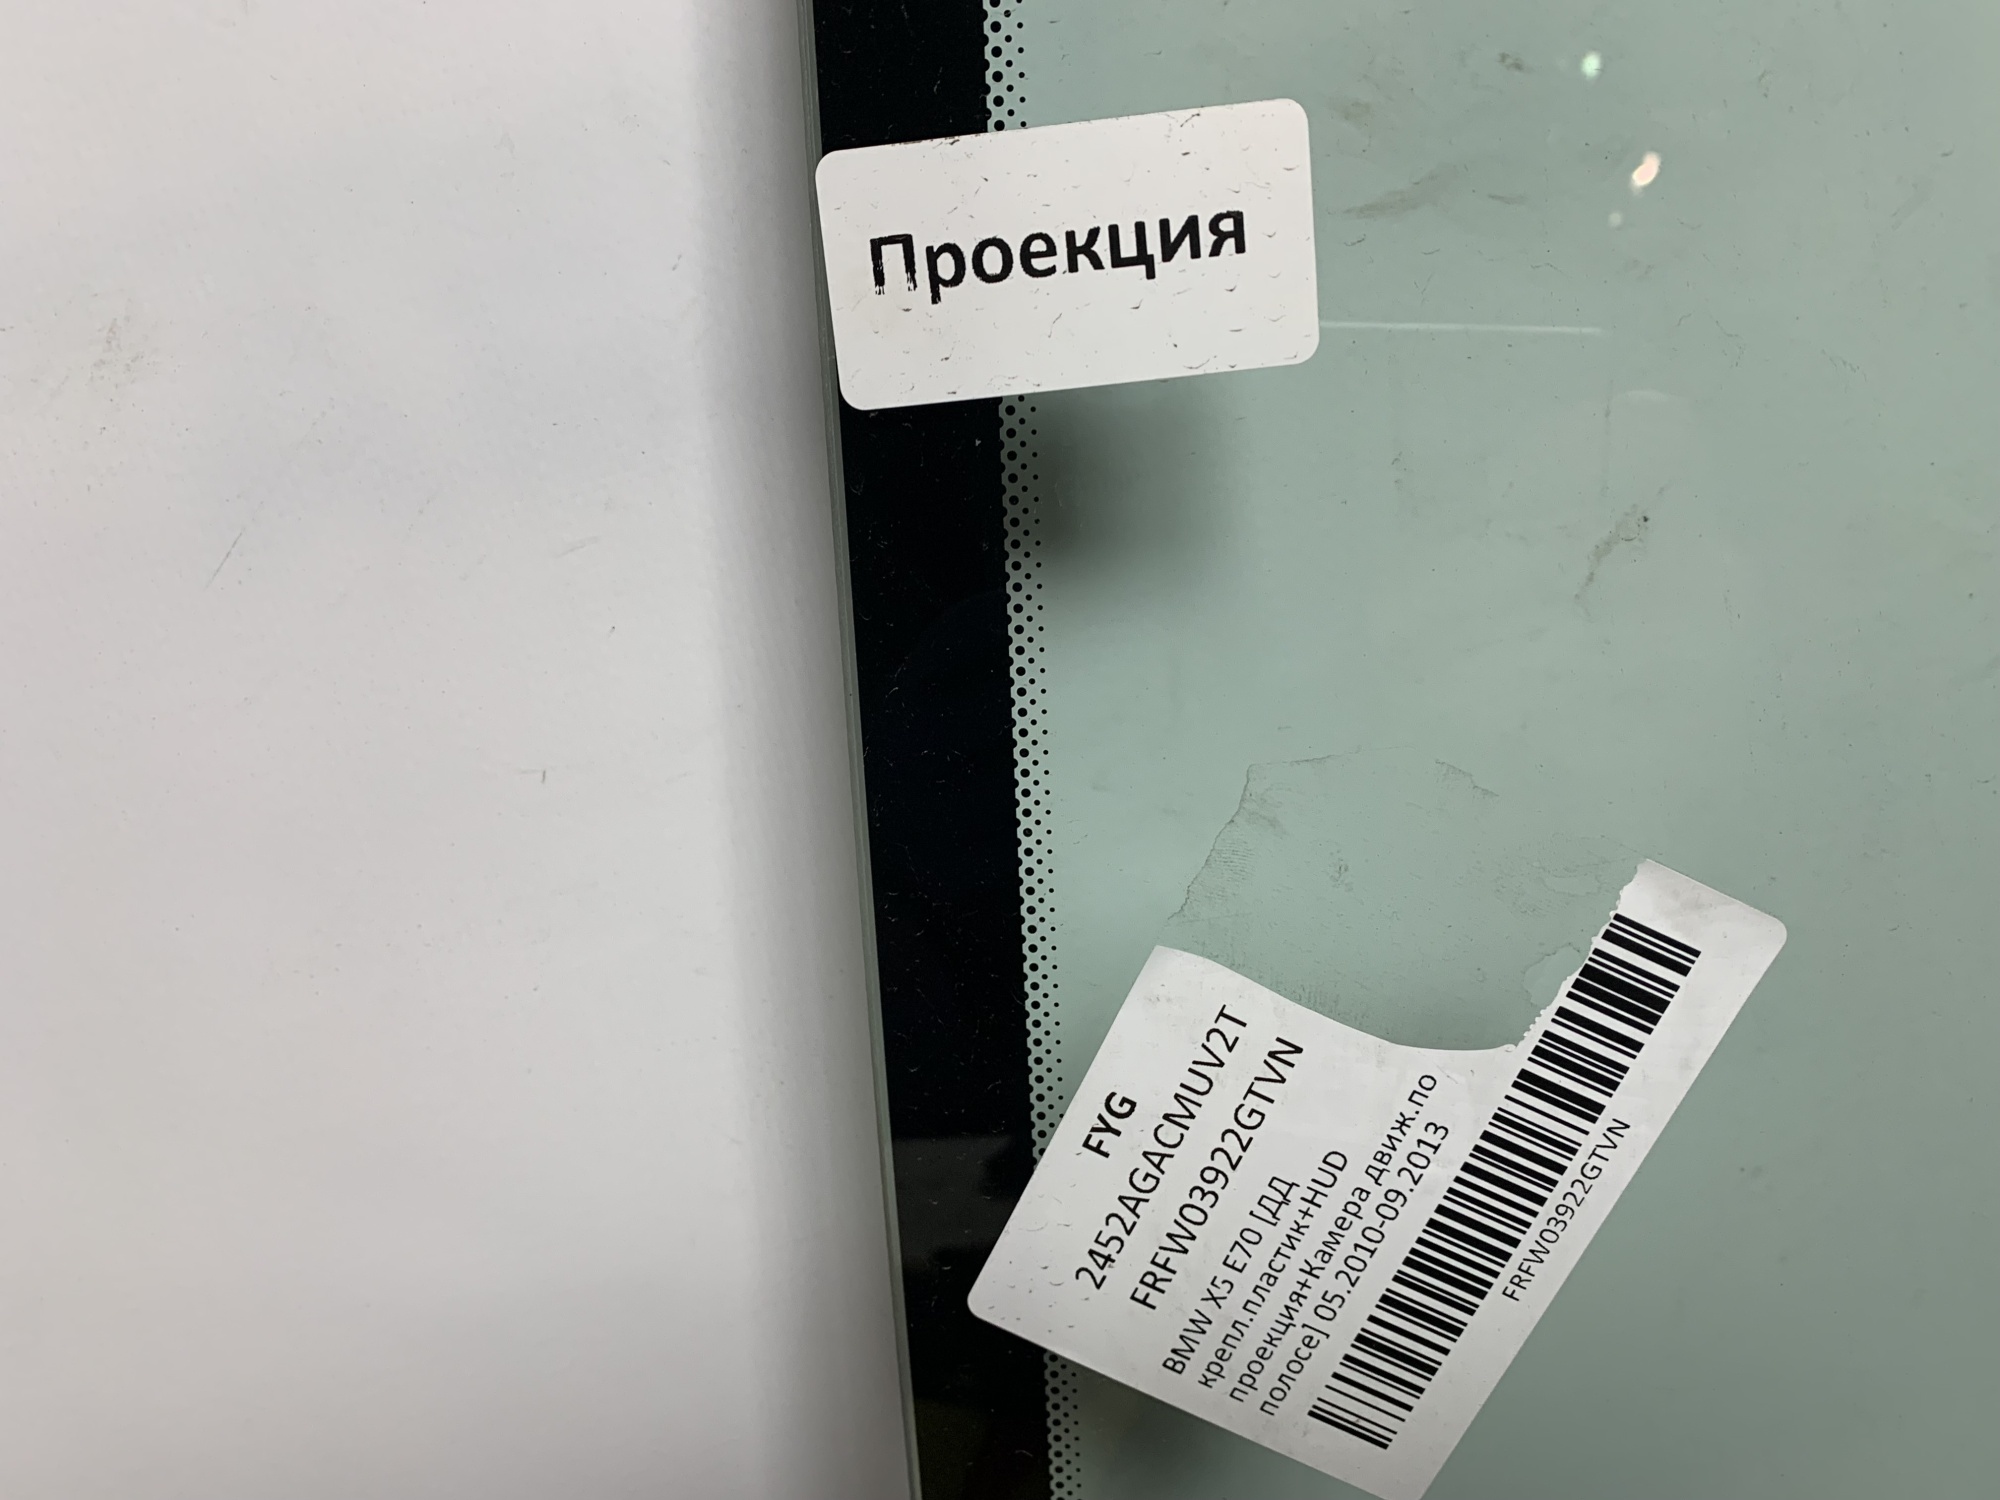 Проекция
FYG
2452AGACMUV2T
FRFW03922GTVN
BMW X5 E70 [ДД
крепл.пластик+HUD
проекция+Камера движ.по
полосе] 05.2010-09.2013
FRFW03922GTVN